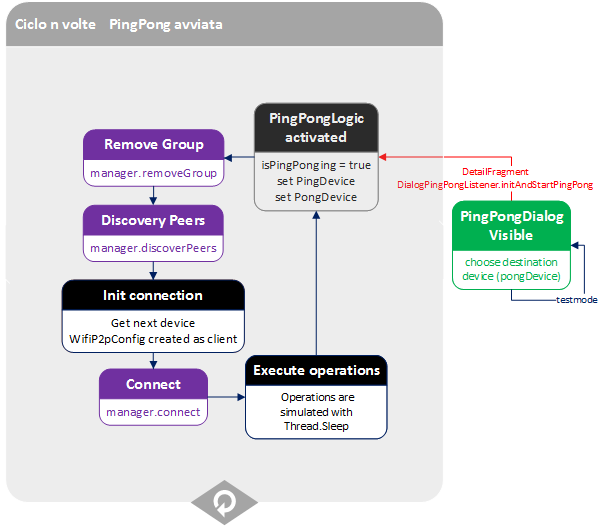 Ciclo n volte PingPong avviata
PingPongLogic
activated
isPingPonging = true
set PingDevice
set PongDevice
Remove Group
manager.removeGroup
Discovery Peers
manager.discoverPeers
Init connection
Get next device
WifiP2pConfig created as client
Connect
manager.connect
Execute operations
Operations are
simulated with
Thread.Sleep
DetailFragment
DialogPingPongListener.initAndStartPingPong
PingPongDialog
Visible
choose destination
device (pongDevice)
testmode